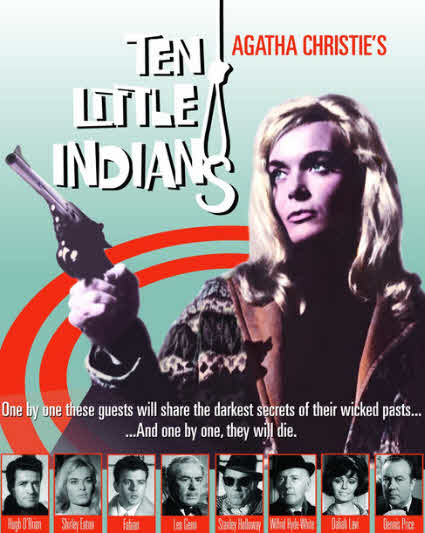 TEN
LITTLE
INDIANS
AGATHA CHRISTIE'S
One by one these guests will share the darkest secrets of their wicked pasts...
...And one by one, they will die.
Hugh O'Brian
Shirley Eaton
Fabian
Leo Genn
Stanley Holloway
Wilfrid Hyde-White
Daliah Lavi
Dennis Price